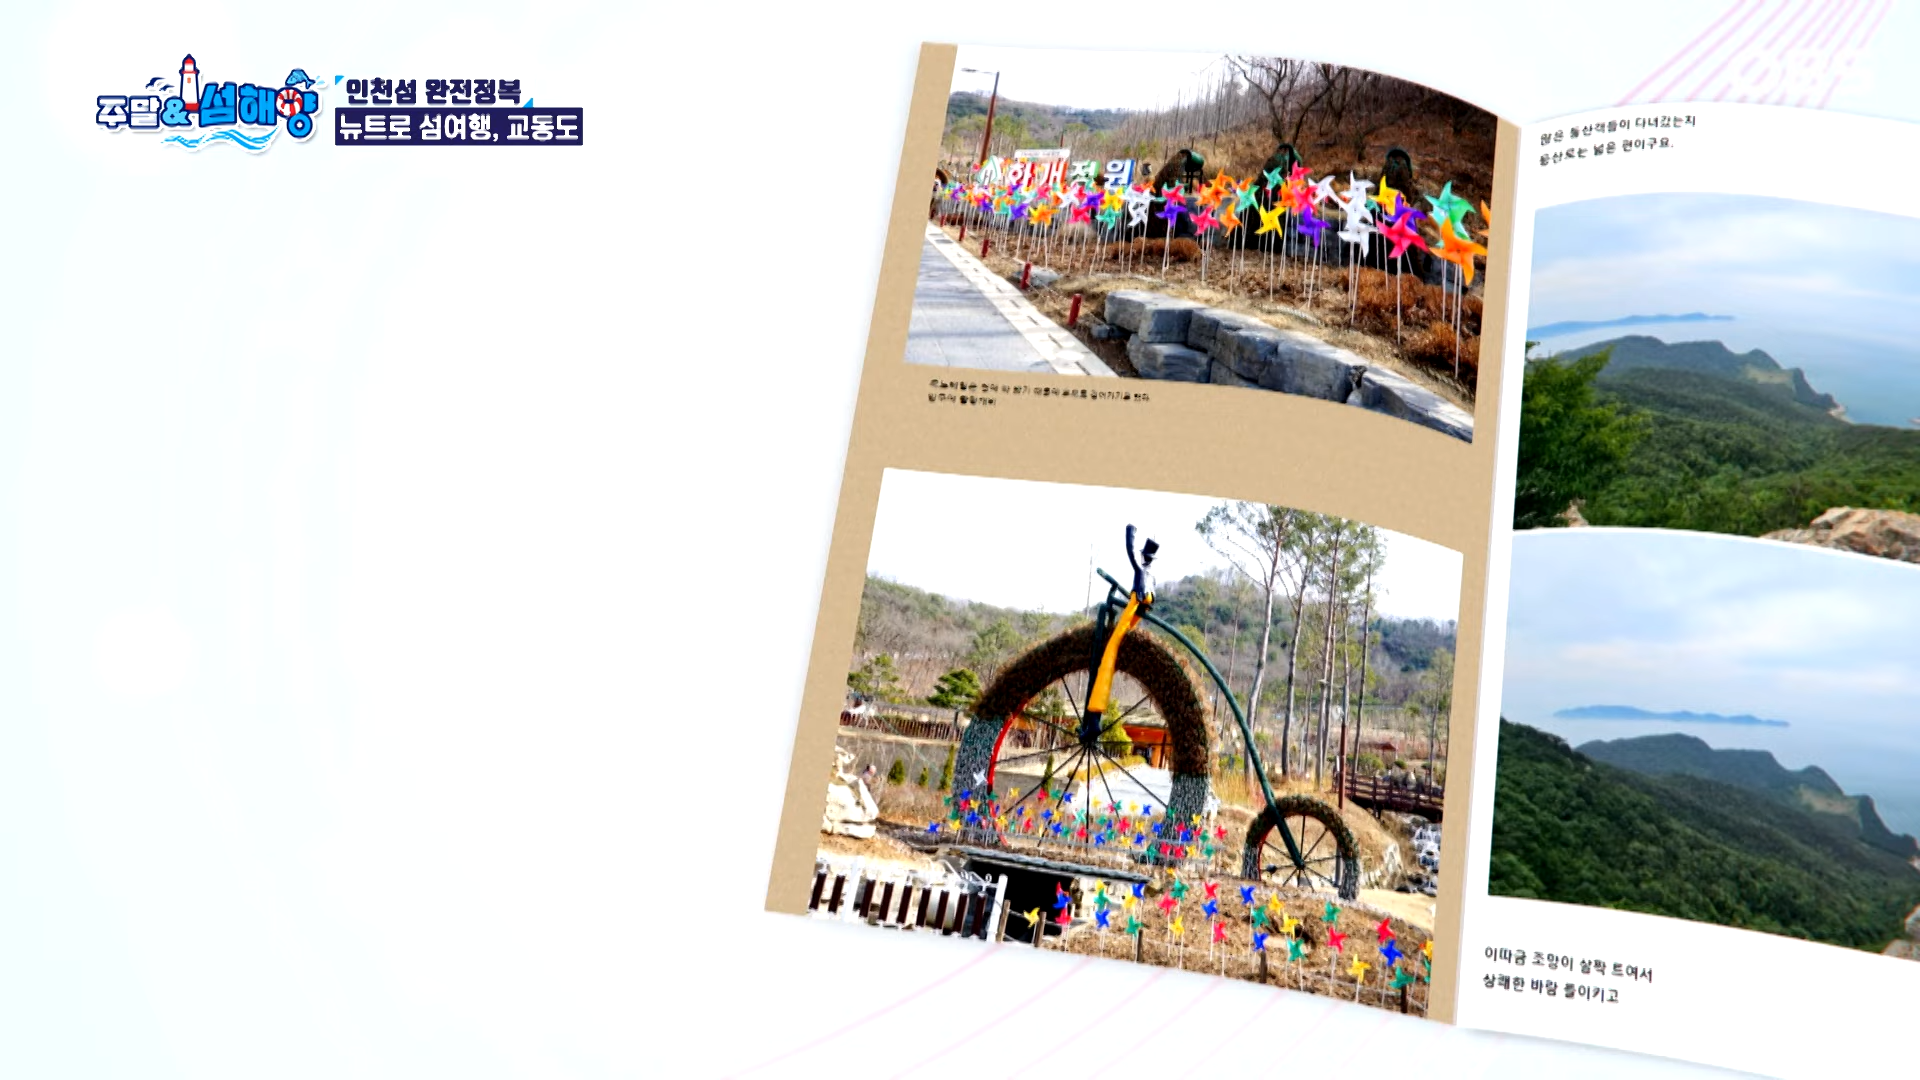 주말&섬해양
인천섬 완전정복
뉴트로 섬여행, 교동도
화개정원
많은 등산객들이 다녀갔는지
등산로는 넓은 편이구요.
이따금 조망이 살짝 트여서
상쾌한 바람 들이키고